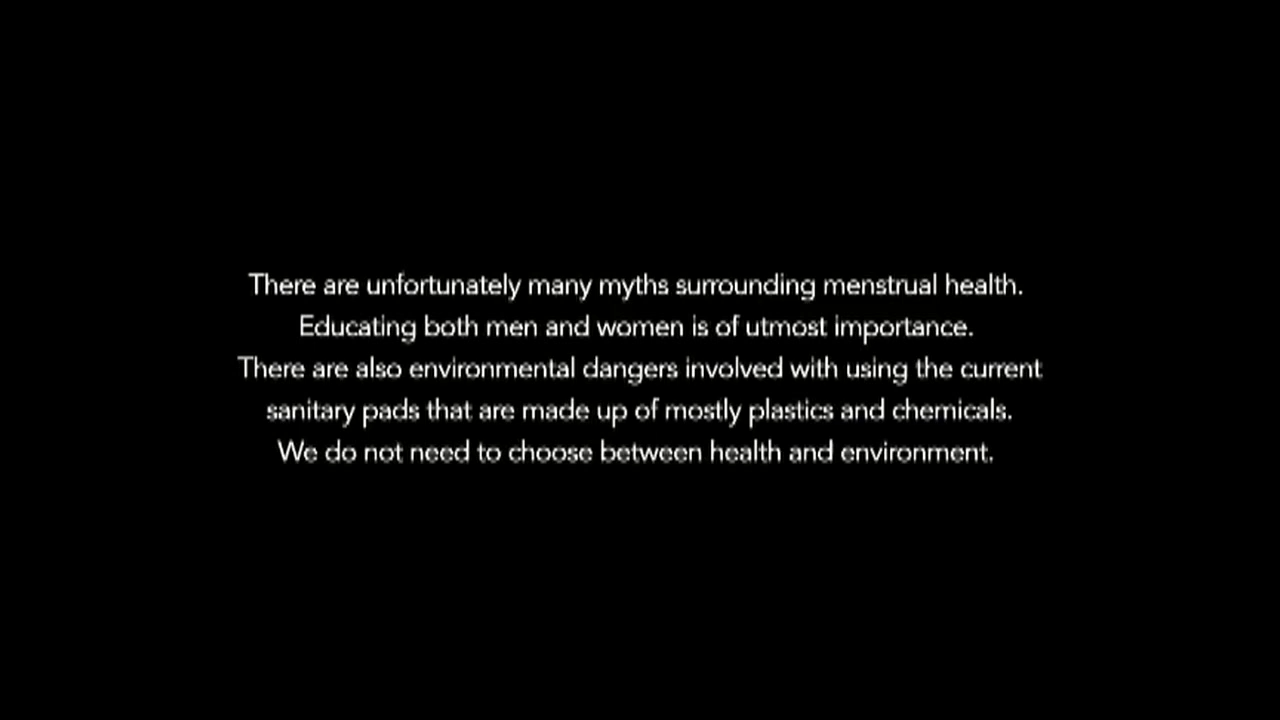 There are unfortunately many myths surrounding menstrual health.
Educating both men and women is of utmost importance.
There are also environmental dangers involved with using the current
sanitary pads that are made up of mostly plastics and chemicals.
We do not need to choose between health and environment.